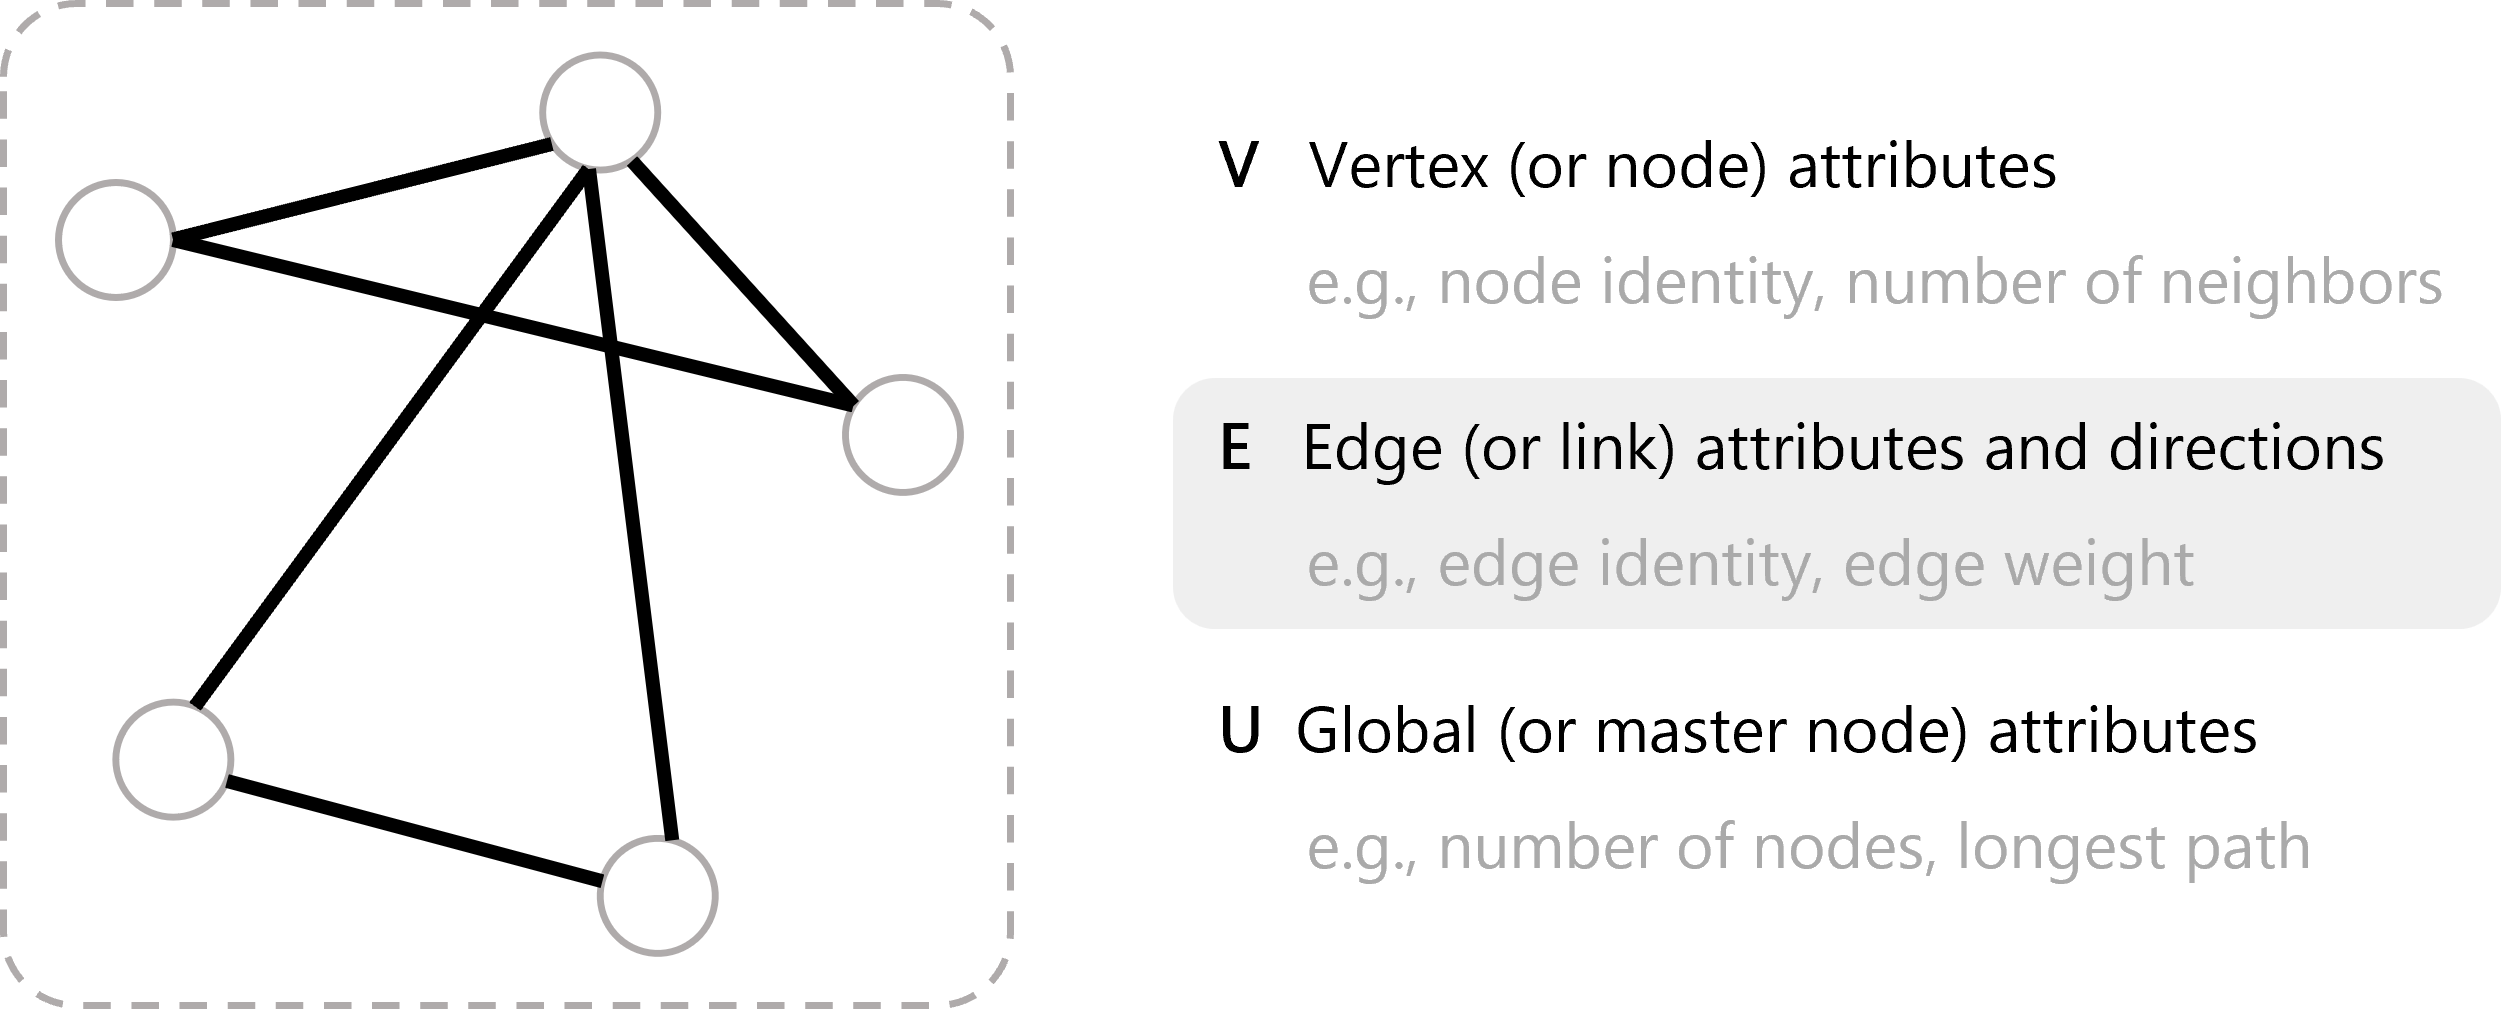 V Vertex (or node) attributes
e.g., node identity, number of neighbors
E Edge (or link) attributes and directions
e.g., edge identity, edge weight
U Global (or master node) attributes
e.g., number of nodes, longest path